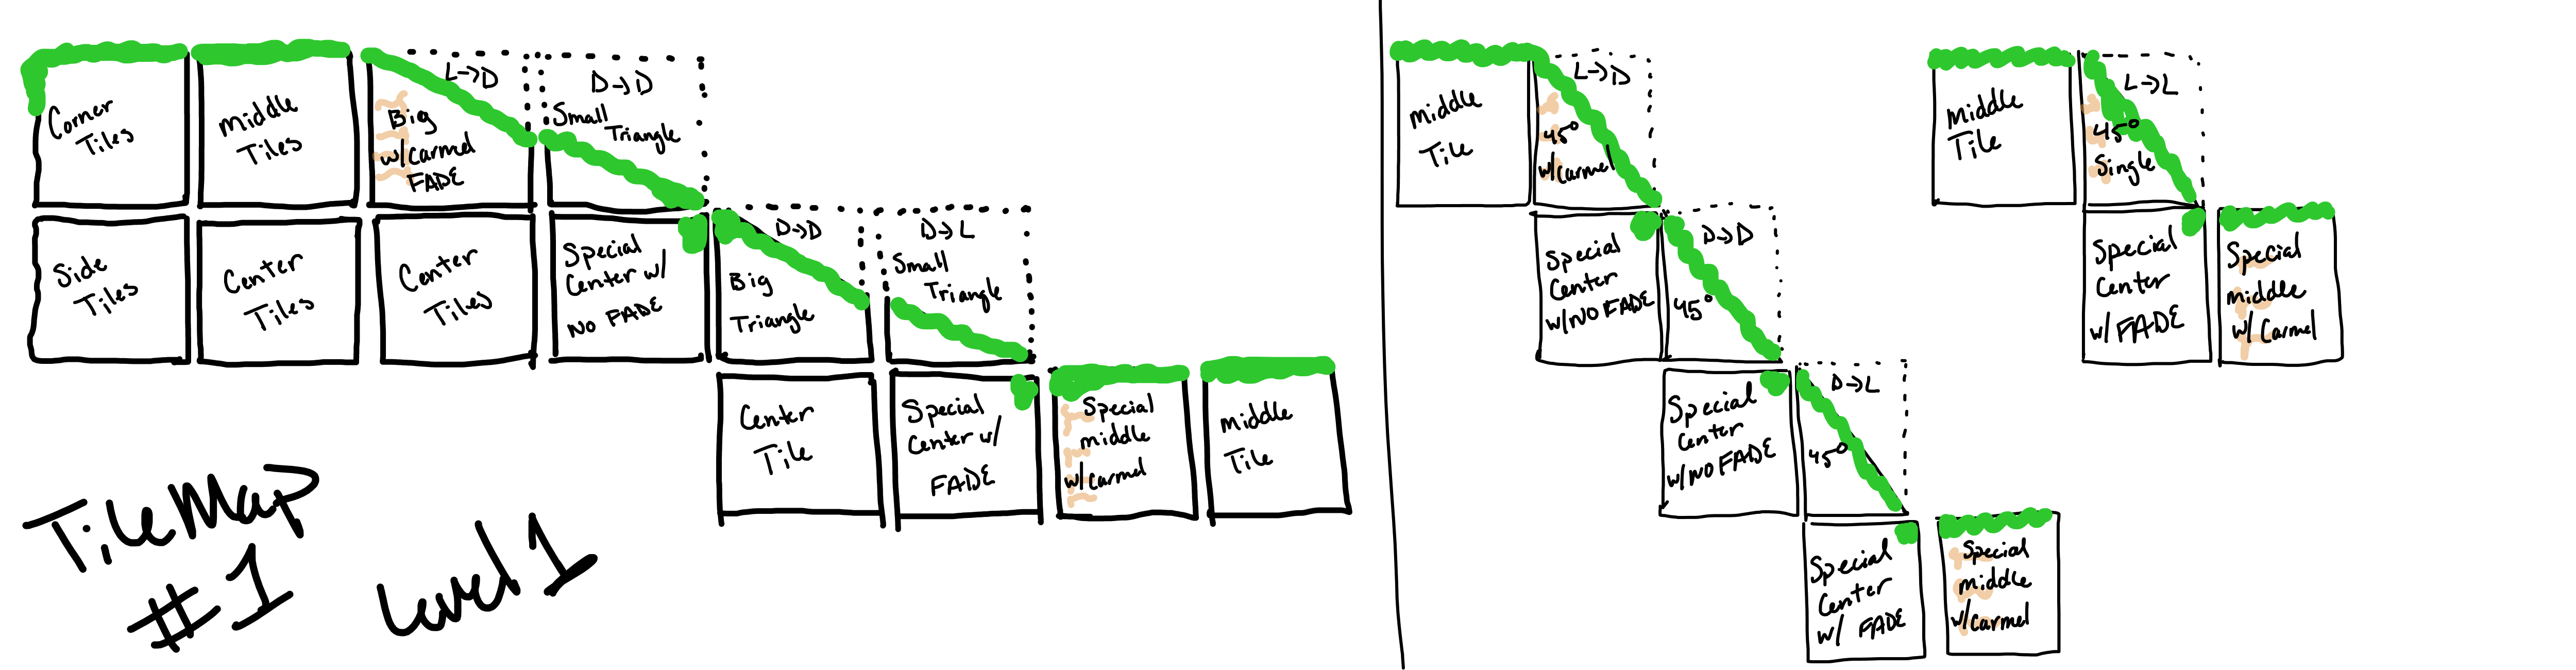 Corner
Tiles
Middle
Tiles
L→D
Big
w/Carmel
FADE
D→D
Small
Triangle
Side
Tiles
Center
Tiles
Center
Tiles
Special
Center w/
NO FADE
D→D
Big
Triangle
D→L
Small
Triangle
Center
Tile
Special
Center w/
FADE
Special
middle
w/Carmel
Middle
Tile
TileMap
#1
Level 1
Middle
Tile
L→D
45°
w/Carmel
Special
Center
w/NO FADE
D→D
45°
Special
Center
w/NO FADE
D→L
45°
Special
Center
w/ FADE
Special
middle
w/Carmel
Middle
Tile
L→L
45°
Single
Special
Center
w/ FADE
Special
middle
w/ Carmel